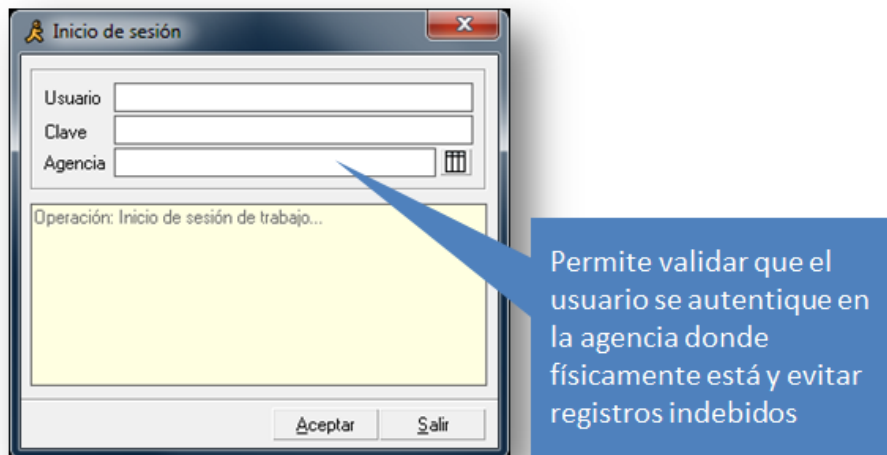 Inicio de sesión
Usuario
Clave
Agencia
Operación: Inicio de sesión de trabajo...
Aceptar
Salir
Permite validar que el
usuario se autentique en
la agencia donde
físicamente está y evitar
registros indebidos